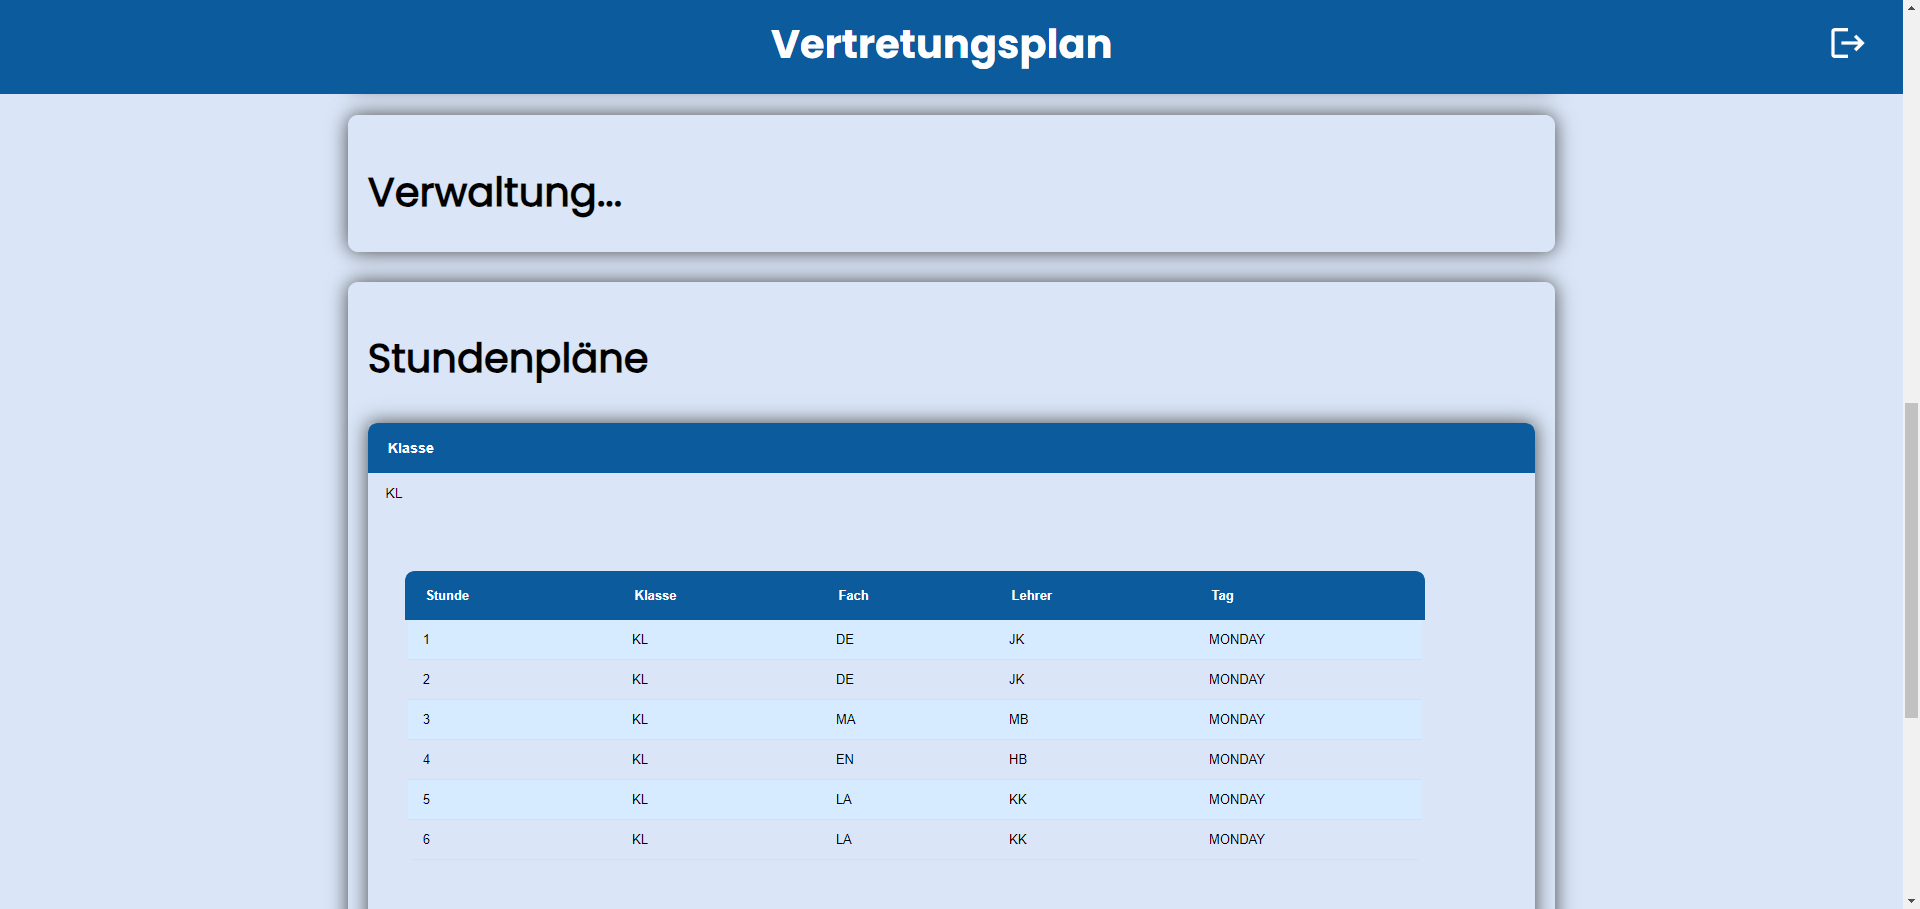 Vertretungsplan
Verwaltung...
Stundenpläne
Klasse
KL
Stunde Klasse Fach Lehrer Tag
1 KL DE JK MONDAY
2 KL DE JK MONDAY
3 KL MA MB MONDAY
4 KL EN HB MONDAY
5 KL LA KK MONDAY
6 KL LA KK MONDAY